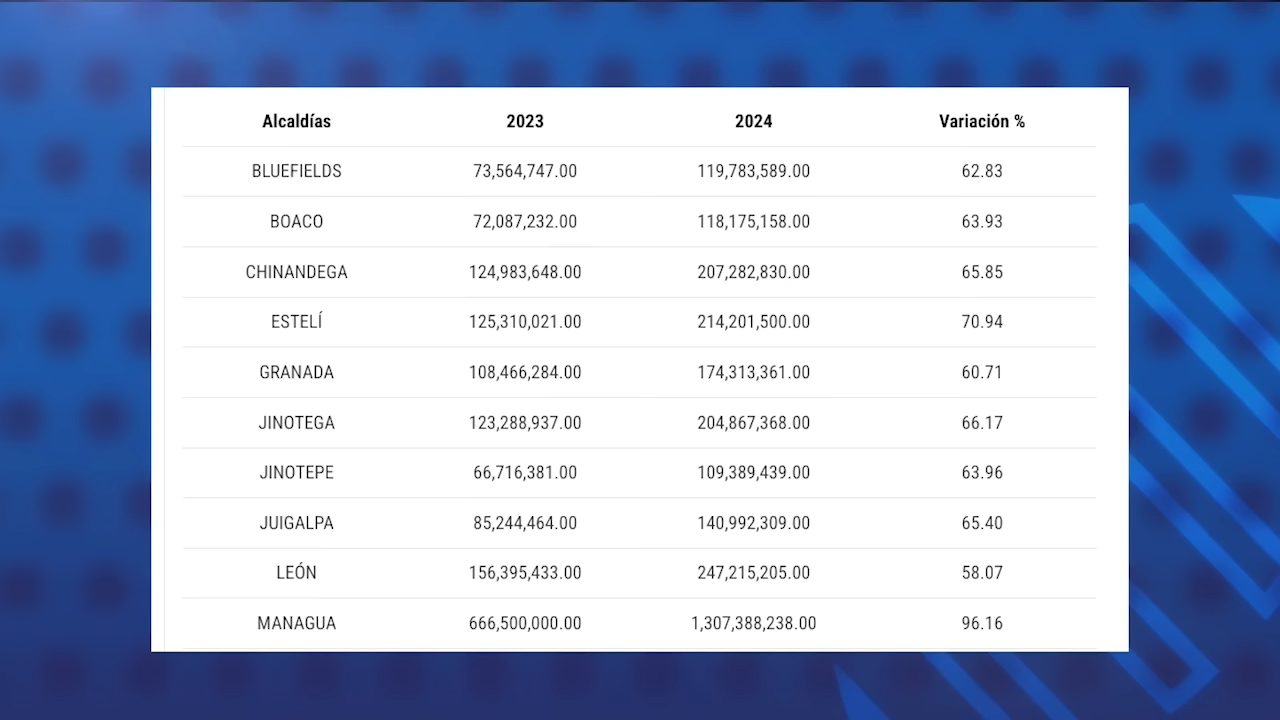 Alcaldías 2023 2024 Variación %
BLUEFIELDS 73,564,747.00 119,783,589.00 62.83
BOACO 72,087,232.00 118,175,158.00 63.93
CHINANDEGA 124,983,648.00 207,282,830.00 65.85
ESTELÍ 125,310,021.00 214,201,500.00 70.94
GRANADA 108,466,284.00 174,313,361.00 60.71
JINOTEGA 123,288,937.00 204,867,368.00 66.17
JINOTEPE 66,716,381.00 109,389,439.00 63.96
JUIGALPA 85,244,464.00 140,992,309.00 65.40
LEÓN 156,395,433.00 247,215,205.00 58.07
MANAGUA 666,500,000.00 1,307,388,238.00 96.16